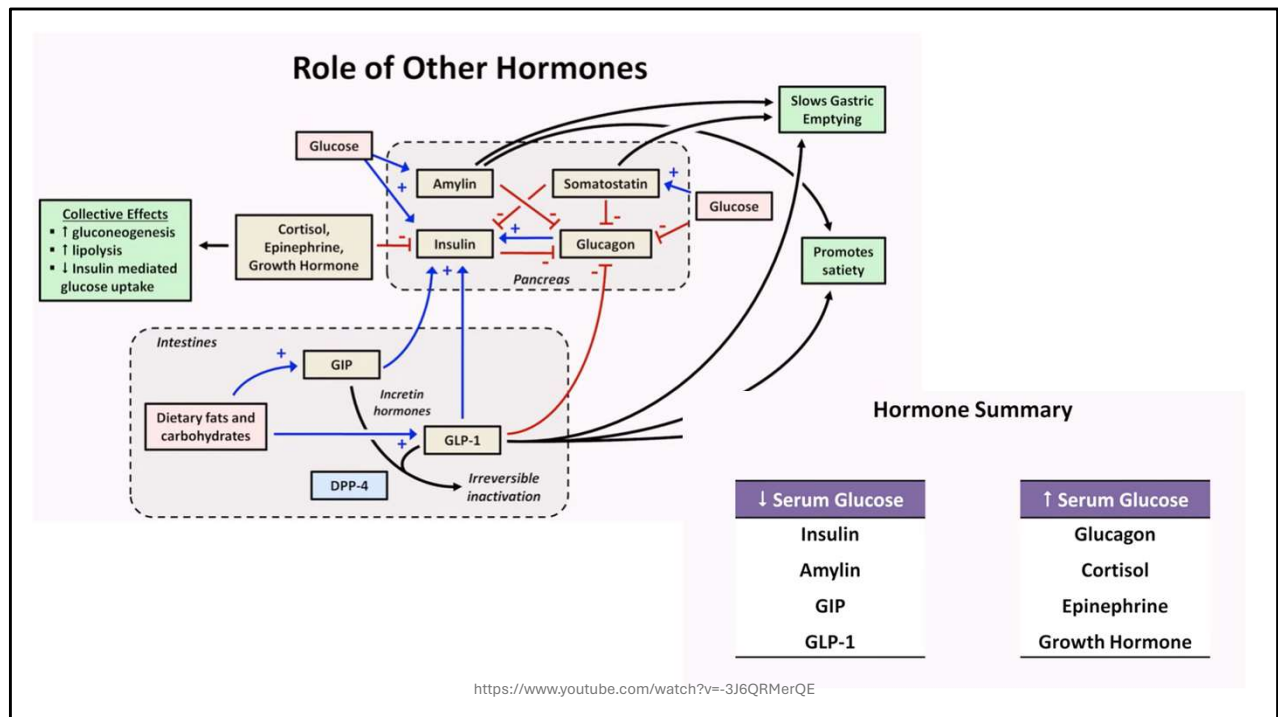 Role of Other Hormones
Slows Gastric
Emptying
Glucose
+
Amylin
Somatostatin
+
Glucose
Collective Effects
▪ ↑ gluconeogenesis
▪ ↑ lipolysis
▪ ↓ Insulin mediated
glucose uptake
Cortisol,
Epinephrine,
Growth Hormone
-
Insulin
-
+
-
Glucagon
-
-
-
Promotes
satiety
+
-
Pancreas
Intestines
+
GIP
Incretin
hormones
Dietary fats and
carbohydrates
+
GLP-1
DPP-4
Irreversible
inactivation
Hormone Summary
↓ Serum Glucose
Insulin
Amylin
GIP
GLP-1
↑ Serum Glucose
Glucagon
Cortisol
Epinephrine
Growth Hormone
https://www.youtube.com/watch?v=-3J6QRMerQE